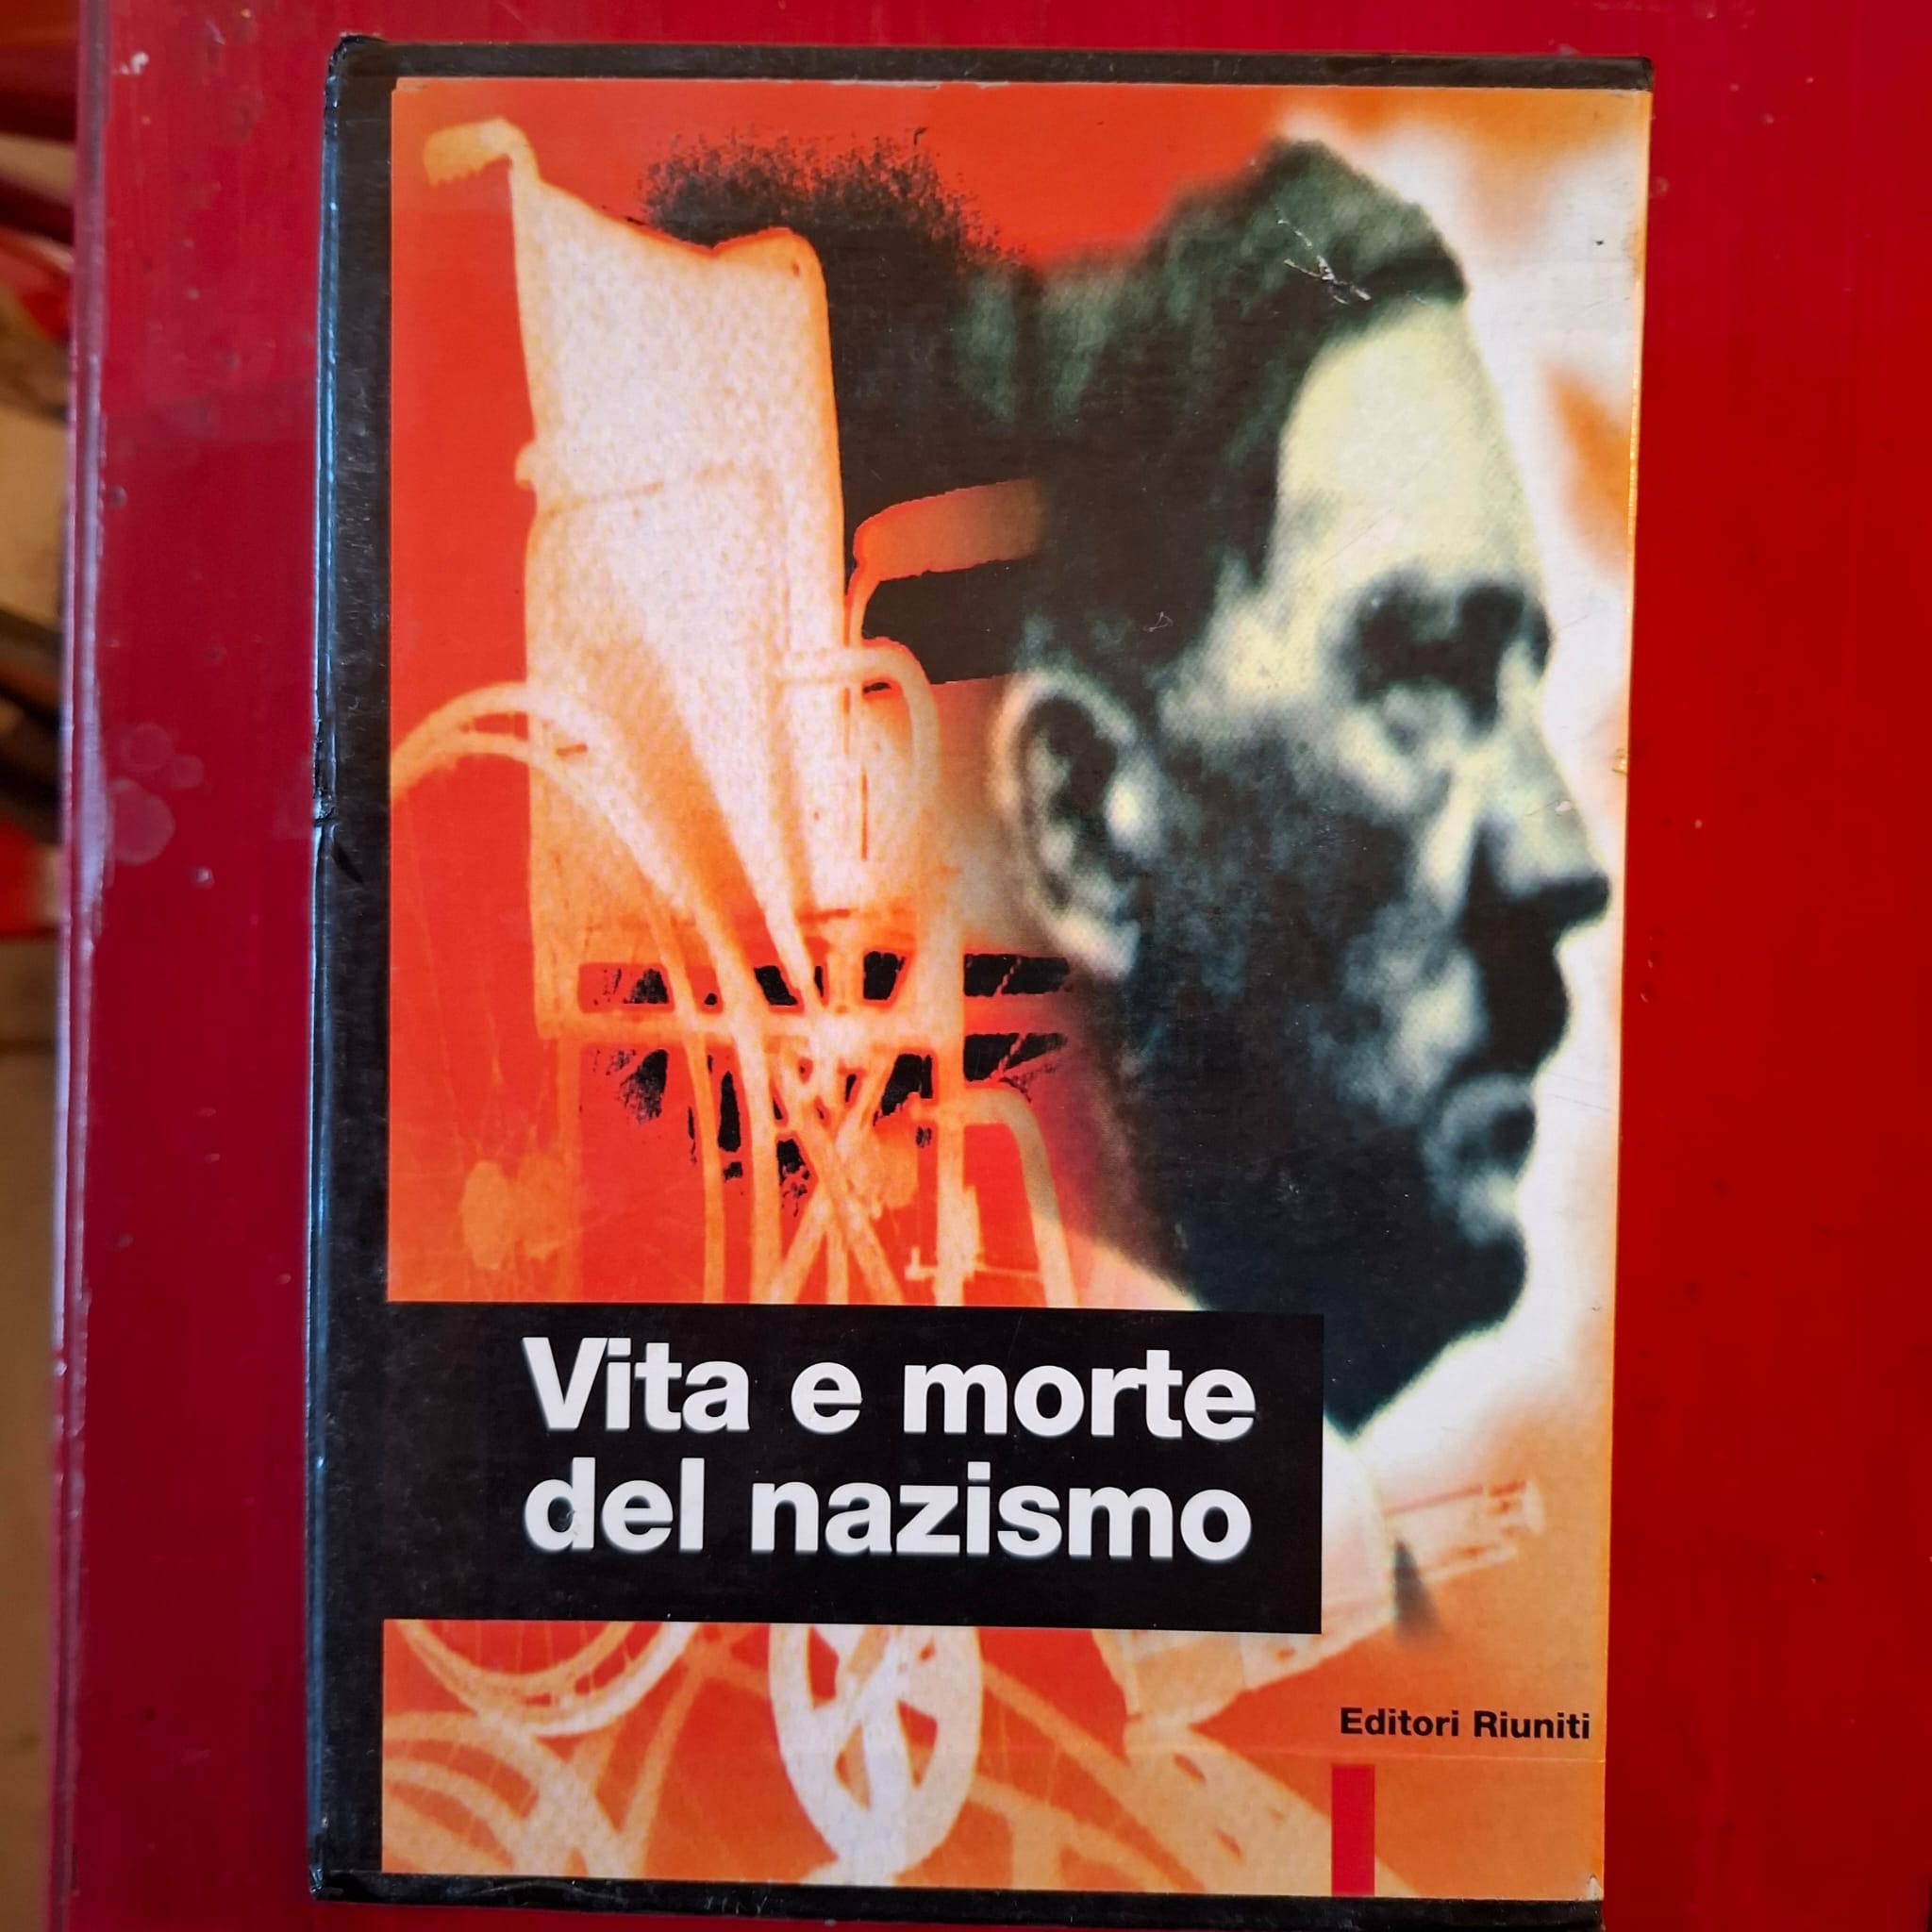 Vita e morte
del nazismo
Editori Riuniti